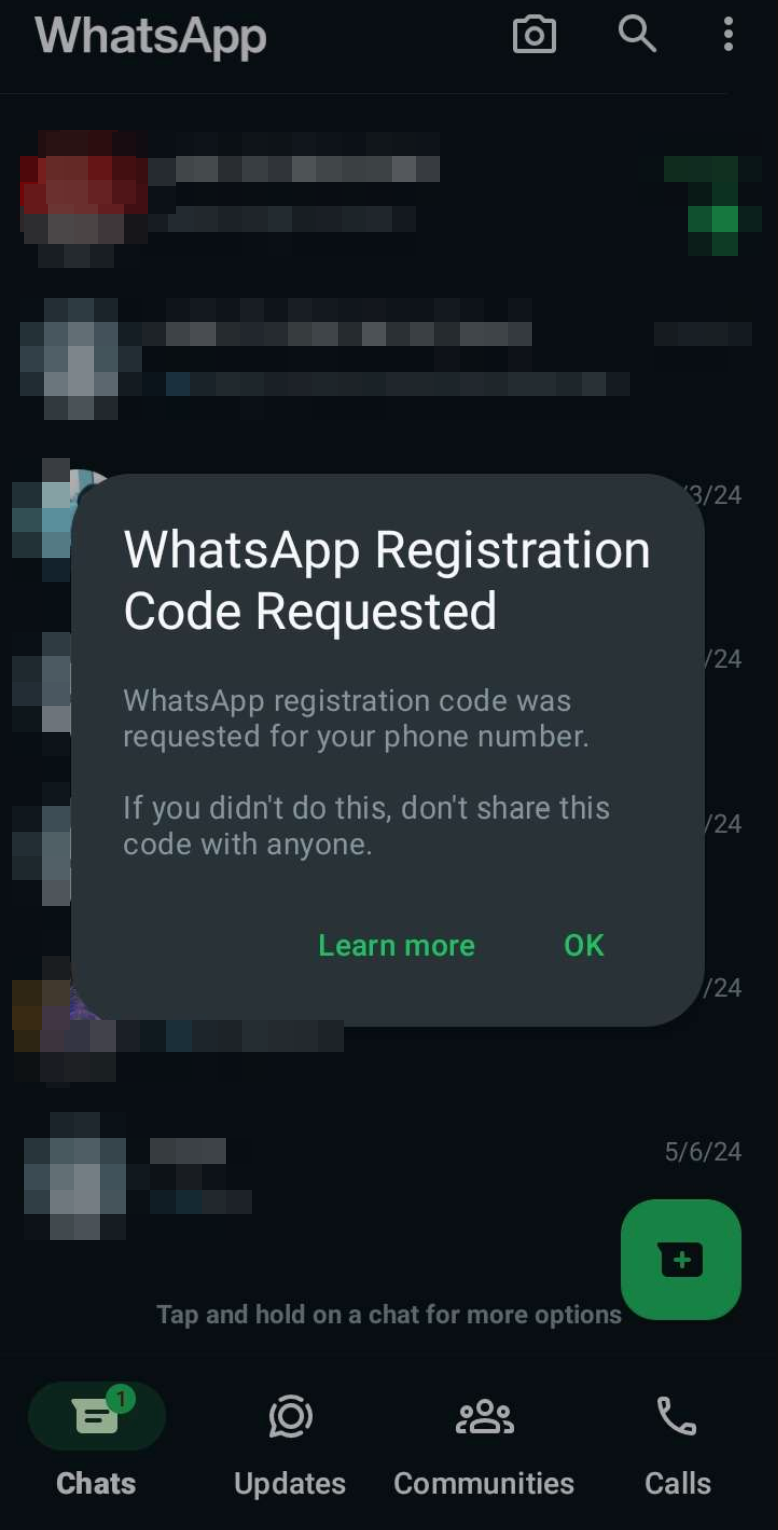 WhatsApp
/3/24
WhatsApp Registration
Code Requested
/24
WhatsApp registration code was
requested for your phone number.
If you didn't do this, don't share this
/24
code with anyone.
Learn more OK
/24
5/6/24
Tap and hold on a chat for more options
1
Chats Updates Communities Calls